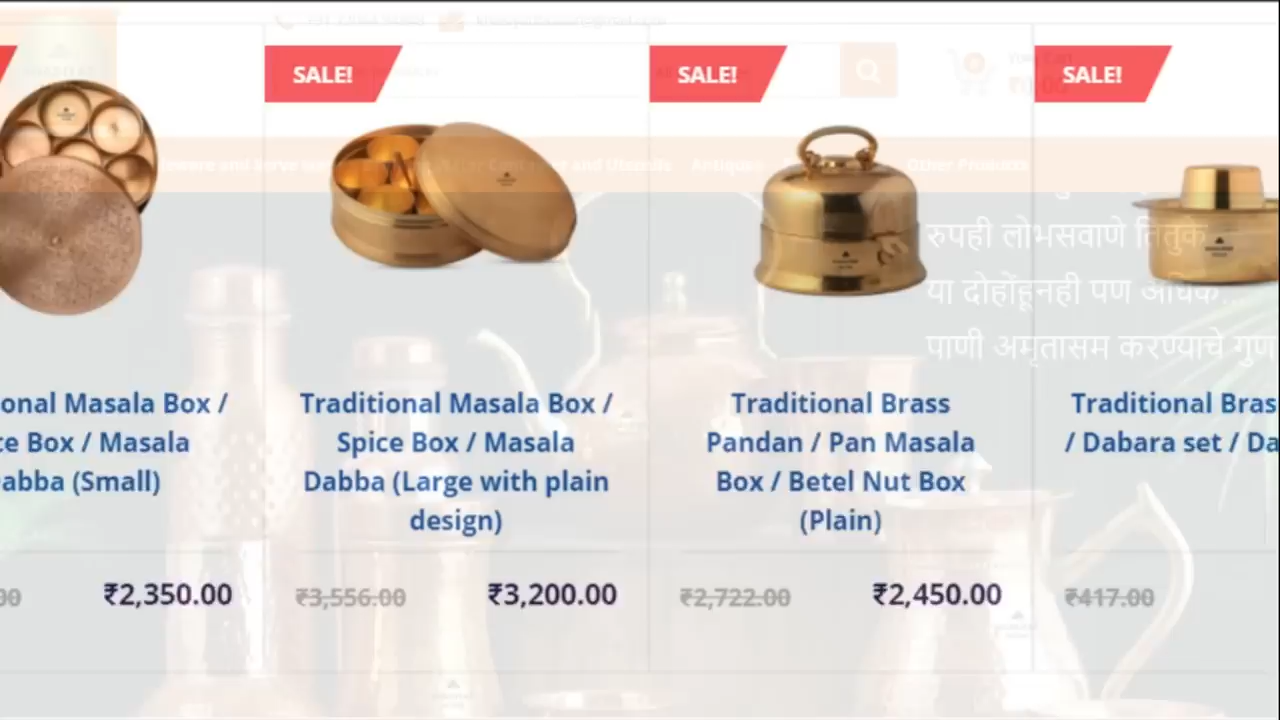 SALE!
SALE!
SALE!
Other Products
रुपही लोभसवाणे तितुके
या दोहोंहूनही पण अधिक.
पाणी अमृतासम करण्याचे गुण
onal Masala Box /
ce Box / Masala
abba (Small)
₹2,350.00
Traditional Masala Box /
Spice Box / Masala
Dabba (Large with plain
design)
₹3,556.00
₹3,200.00
Traditional Brass
Pandan / Pan Masala
Box / Betel Nut Box
(Plain)
₹2,722.00
₹2,450.00
Traditional Bras
/ Dabara set / Da
₹417.00